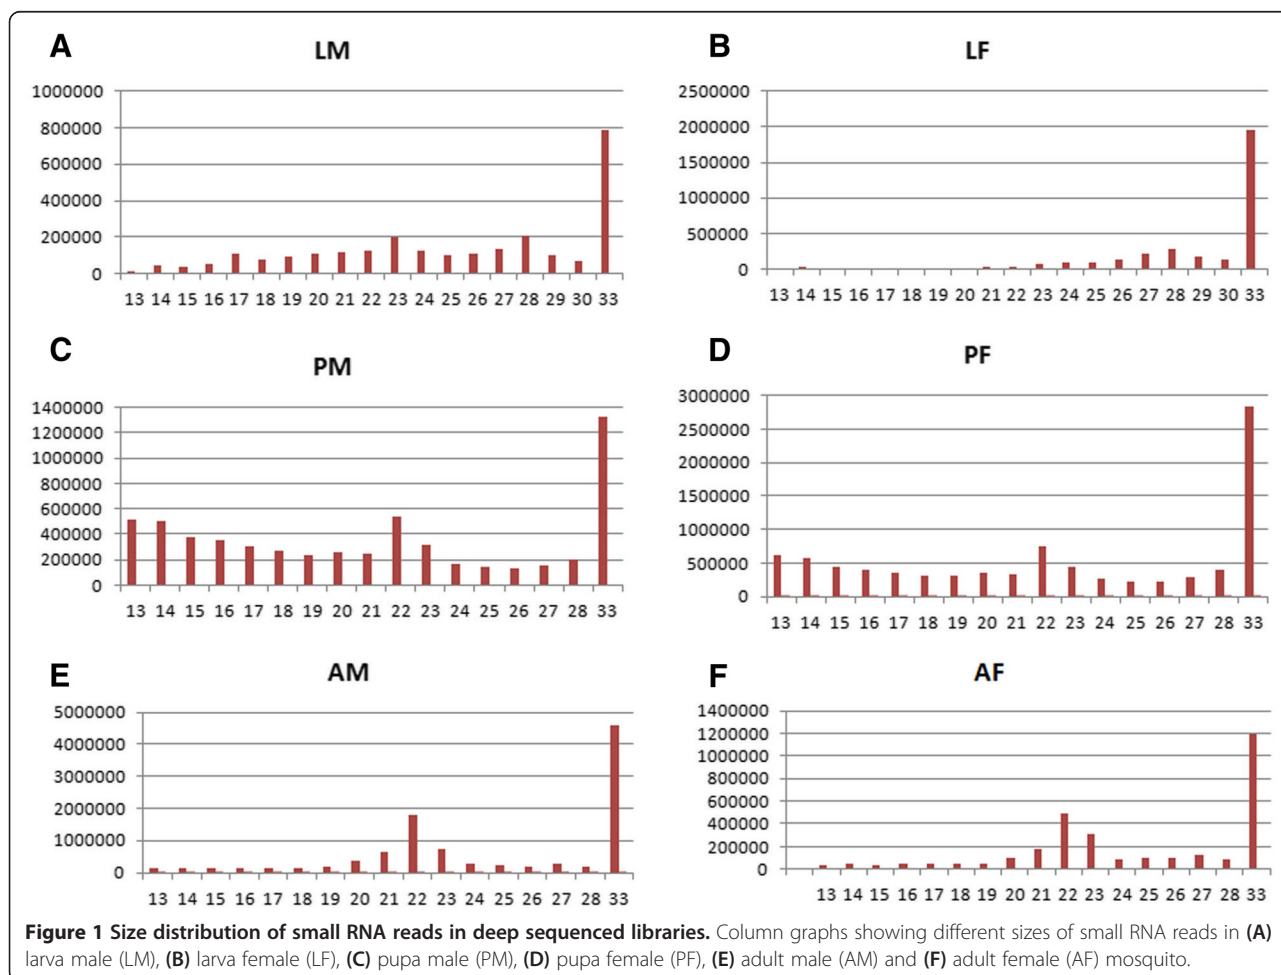 A
LM
1000000
800000
600000
400000
200000
0
13 14 15 16 17 18 19 20 21 22 23 24 25 26 27 28 29 30 33
B
LF
2500000
2000000
1500000
1000000
500000
0
13 14 15 16 17 18 19 20 21 22 23 24 25 26 27 28 29 30 33
C
PM
1400000
1200000
1000000
800000
600000
400000
200000
0
13 14 15 16 17 18 19 20 21 22 23 24 25 26 27 28 33
D
PF
3000000
2500000
2000000
1500000
1000000
500000
0
13 14 15 16 17 18 19 20 21 22 23 24 25 26 27 28 33
E
AM
5000000
4000000
3000000
2000000
1000000
0
13 14 15 16 17 18 19 20 21 22 23 24 25 26 27 28 33
F
AF
1400000
1200000
1000000
800000
600000
400000
200000
0
13 14 15 16 17 18 19 20 21 22 23 24 25 26 27 28 33
Figure 1 Size distribution of small RNA reads in deep sequenced libraries. Column graphs showing different sizes of small RNA reads in (A)
larva male (LM), (B) larva female (LF), (C) pupa male (PM), (D) pupa female (PF), (E) adult male (AM) and (F) adult female (AF) mosquito.